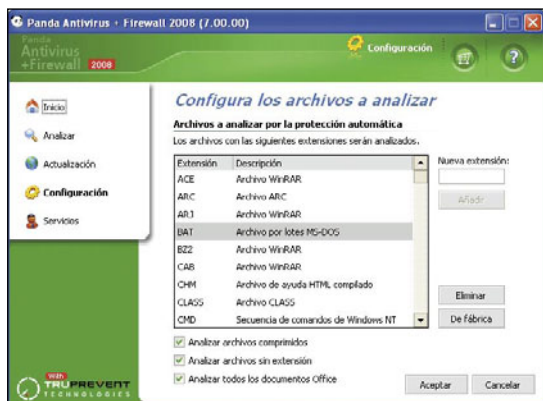 Panda Antivirus + Firewall 2008 (7.00.00)
Panda
Antivirus
+Firewall 2008
Configuración
?
Inicio
Analizar
Actualización
Configuración
Servicios
Configura los archivos a analizar
Archivos a analizar por la protección automática
Los archivos con las siguientes extensiones serán analizados.
Extensión Descripción
ACE Archivo WinRAR
ARC Archivo ARC
ARJ Archivo WinRAR
BAT Archivo por lotes MS-DOS
BZ2 Archivo WinRAR
CAB Archivo WinRAR
CHM Archivo de ayuda HTML compilado
CLASS Archivo CLASS
CMD Secuencia de comandos de Windows NT
Nueva extensión:
Añadir
Eliminar
De fábrica
Analizar archivos comprimidos
Analizar archivos sin extensión
Analizar todos los documentos Office
With
TRUPREVENT
TECHNOLOGIES
Aceptar Cancelar